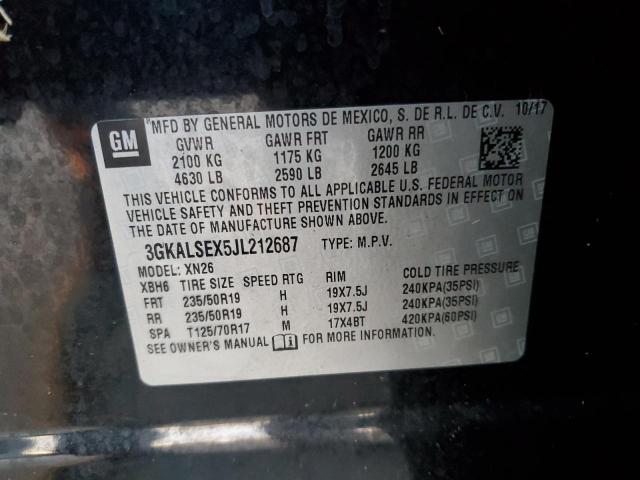 GM
"MFD BY GENERAL MOTORS DE MEXICO, S. DE R.L. DE C.V. 10/17
GVWR GAWR FRT GAWR RR
2100 KG 1175 KG 1200 KG
4630 LB 2590 LB 2645 LB
THIS VEHICLE CONFORMS TO ALL APPLICABLE U.S. FEDERAL MOTOR
VEHICLE SAFETY AND THEFT PREVENTION STANDARDS IN EFFECT ON
THE DATE OF MANUFACTURE SHOWN ABOVE.
3GKALSEX5JL212687 TYPE: M.P.V.
MODEL: XN26
XBH6 TIRE SIZE SPEED RTG RIM COLD TIRE PRESSURE
FRT 235/50R19 H 19X7.5J 240KPA(35PSI)
RR 235/50R19 H 19X7.5J 240KPA(35PSI)
SPA T125/70R17 M 17X4BT 420KPA(60PSI)
SEE OWNER'S MANUAL FOR MORE INFORMATION.